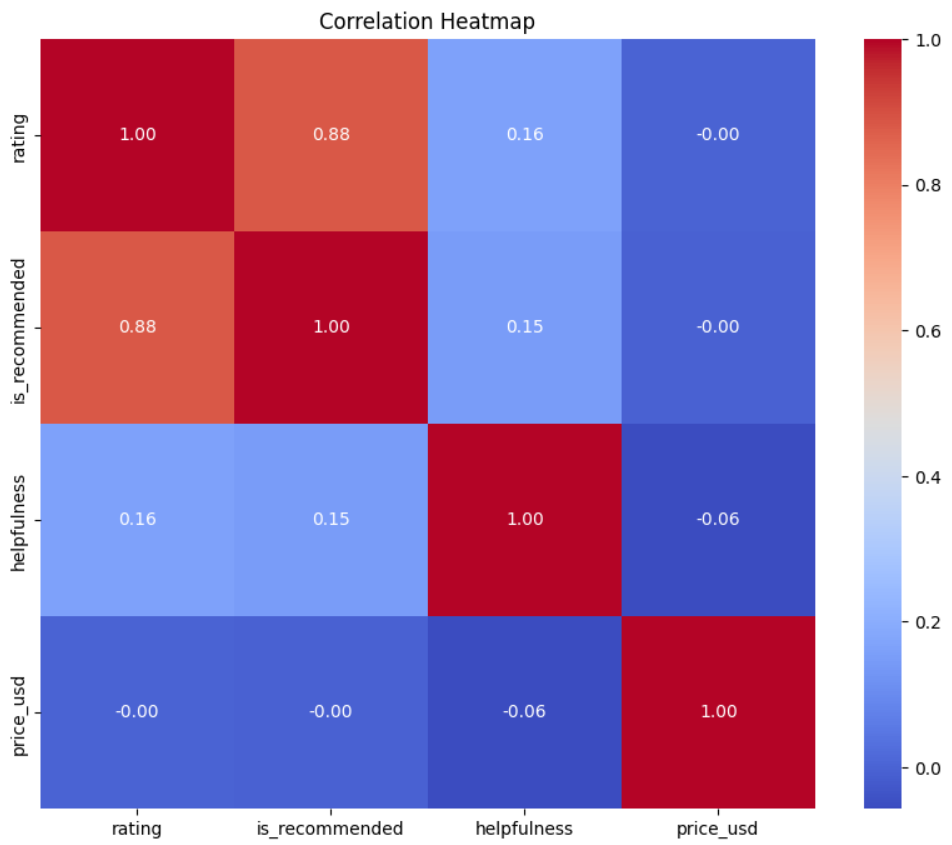 Correlation Heatmap
rating
1.00 0.88 0.16 -0.00
is_recommended
0.88 1.00 0.15 -0.00
helpfulness
0.16 0.15 1.00 -0.06
price_usd
-0.00 -0.00 -0.06 1.00
rating is_recommended helpfulness price_usd
1.0
0.8
0.6
0.4
0.2
0.0